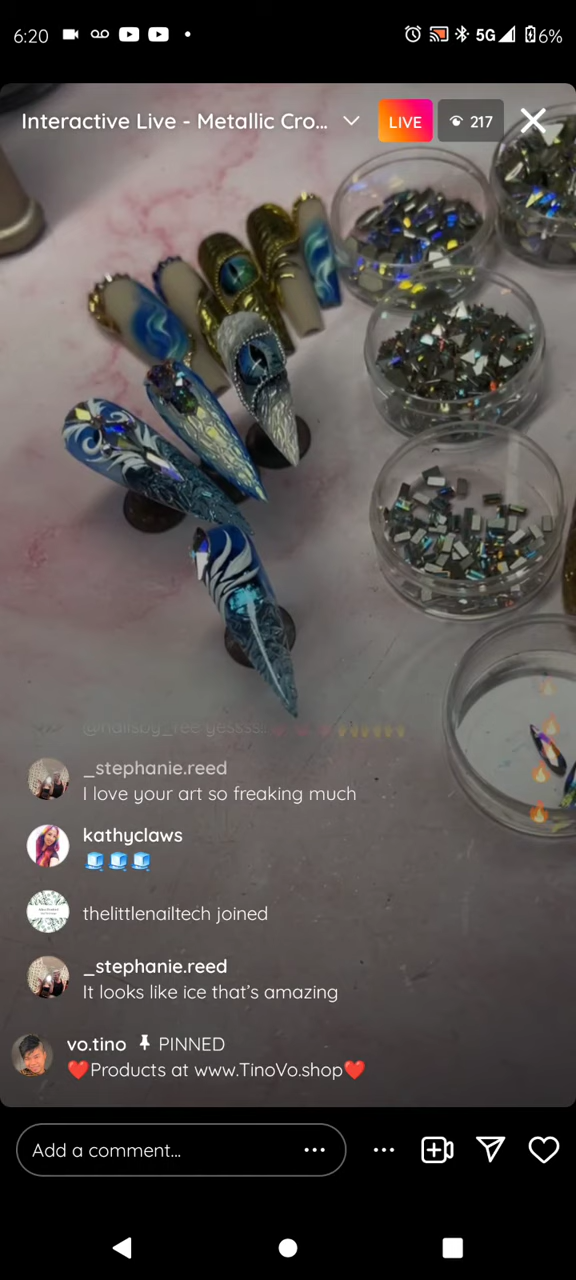 6:20
5G
6%
Interactive Live - Metallic Cro...
LIVE
217
@nailsby_ree yessss!!
_stephanie.reed
I love your art so freaking much
kathyclaws
thelittlenailtech joined
_stephanie.reed
It looks like ice that's amazing
vo.tino PINNED
❤️Products at www.TinoVo.shop❤️
Add a comment...